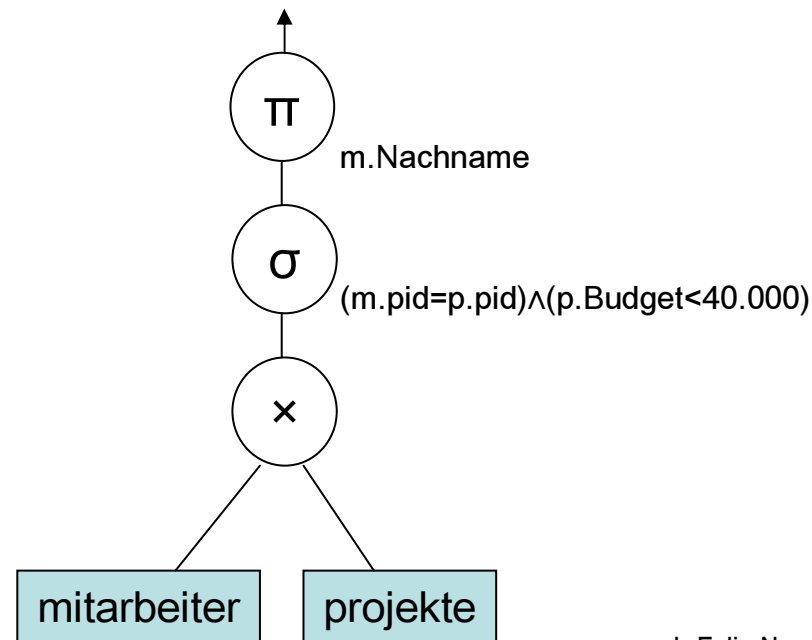 π
m.Nachname
σ
(m.pid=p.pid)∧(p.Budget<40.000)
×
mitarbeiter
projekte